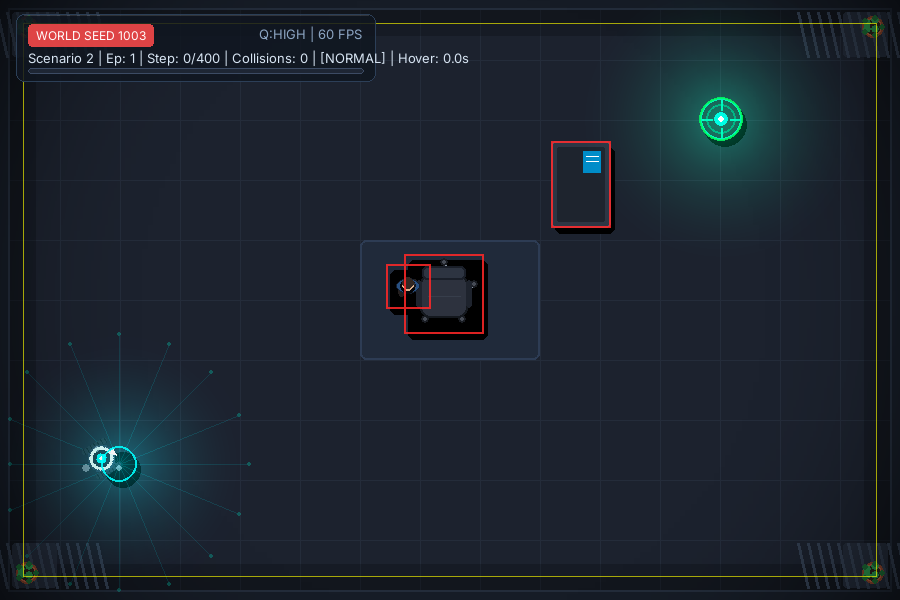 WORLD SEED 1003
Q:HIGH | 60 FPS
Scenario 2 | Ep: 1 | Step: 0/400 | Collisions: 0 | [NORMAL] | Hover: 0.0s